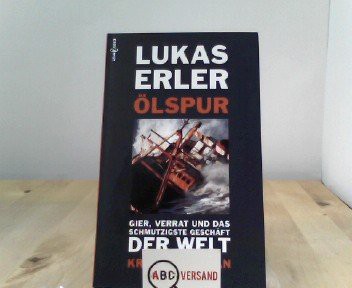 LUKAS
ERLER
ÖLSPUR
GIER, VERRAT UND DAS
SCHMUTZIGSTE GESCHÄFT
DER WELT
ABC VERSAND